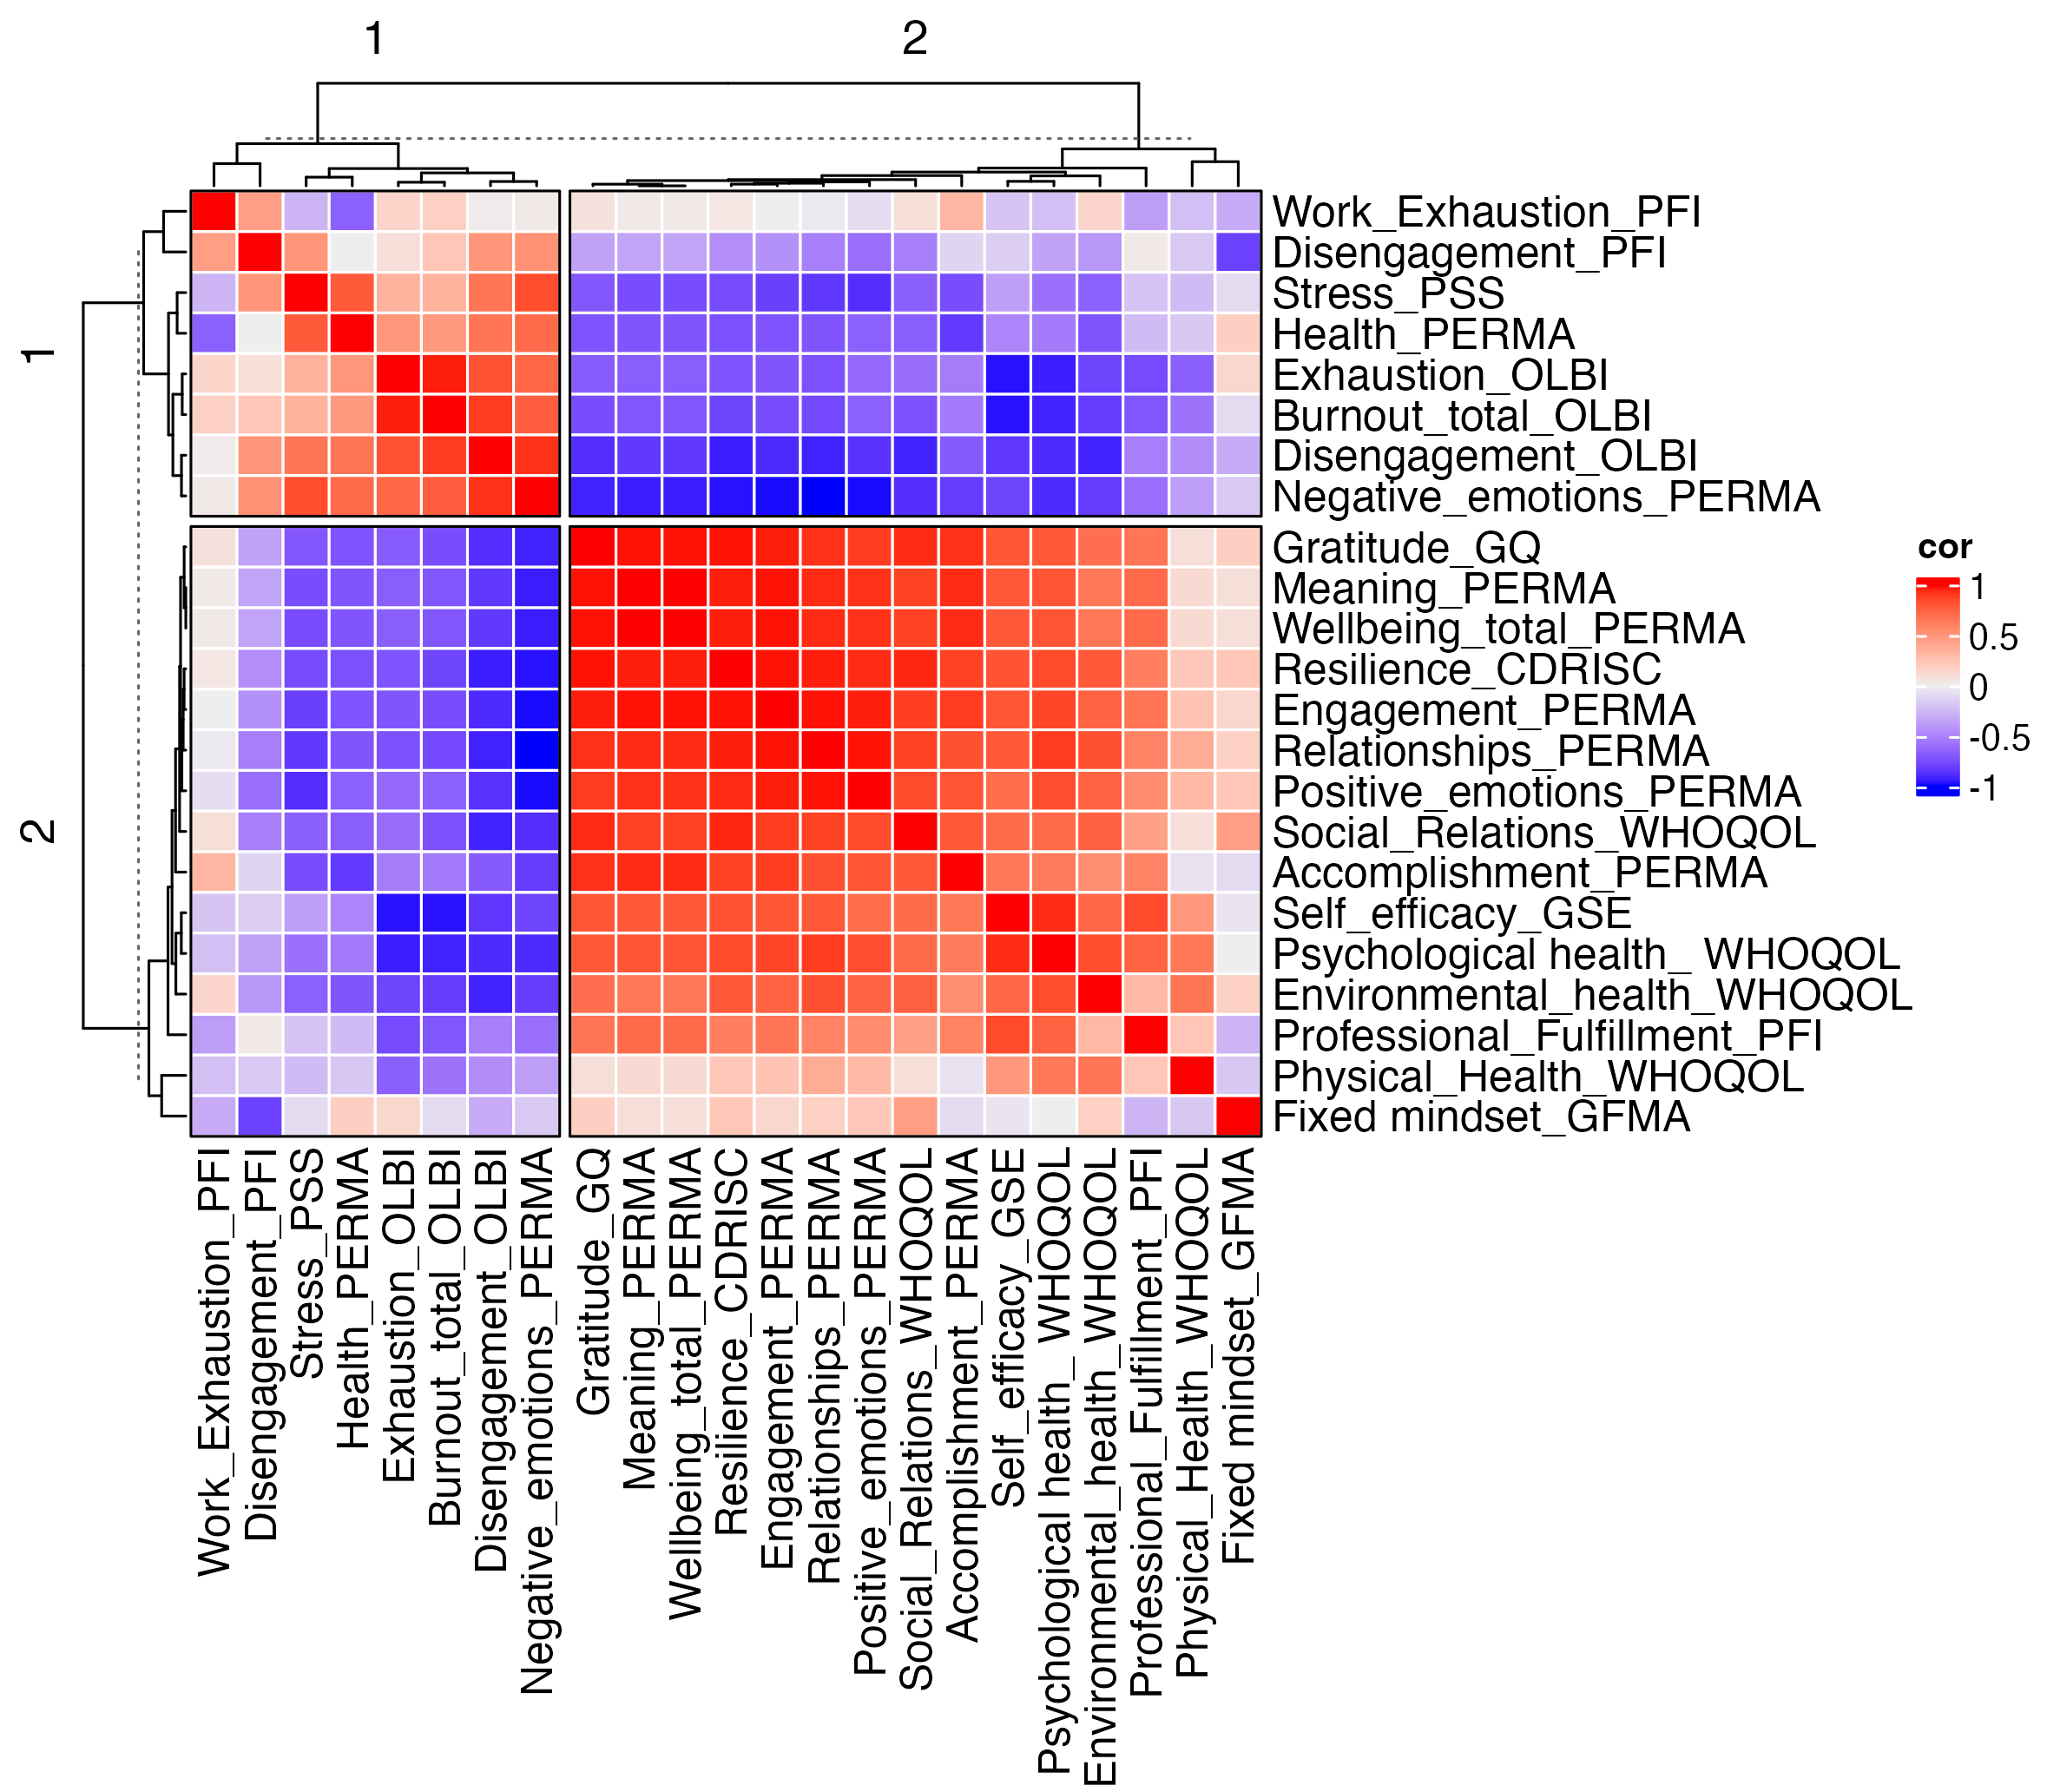 1
2
1
2
Work_Exhaustion_PFI
Disengagement_PFI
Stress_PSS
Health_PERMA
Exhaustion_OLBI
Burnout_total_OLBI
Disengagement_OLBI
Negative_emotions_PERMA
Gratitude_GQ
Meaning_PERMA
Wellbeing_total_PERMA
Resilience_CDRISC
Engagement_PERMA
Relationships_PERMA
Positive_emotions_PERMA
Social_Relations_WHOQOL
Accomplishment_PERMA
Self_efficacy_GSE
Psychological health_ WHOQOL
Environmental_health_WHOQOL
Professional_Fulfillment_PFI
Physical_Health_WHOQOL
Fixed mindset_GFMA
cor
1
0.5
0
-0.5
-1
Work_Exhaustion_PFI
Disengagement_PFI
Stress_PSS
Health_PERMA
Exhaustion_OLBI
Burnout_total_OLBI
Disengagement_OLBI
Negative_emotions_PERMA
Gratitude_GQ
Meaning_PERMA
Wellbeing_total_PERMA
Resilience_CDRISC
Engagement_PERMA
Relationships_PERMA
Positive_emotions_PERMA
Social_Relations_WHOQOL
Accomplishment_PERMA
Self_efficacy_GSE
Psychological health_ WHOQOL
Environmental_health_WHOQOL
Professional_Fulfillment_PFI
Physical_Health_WHOQOL
Fixed mindset_GFMA